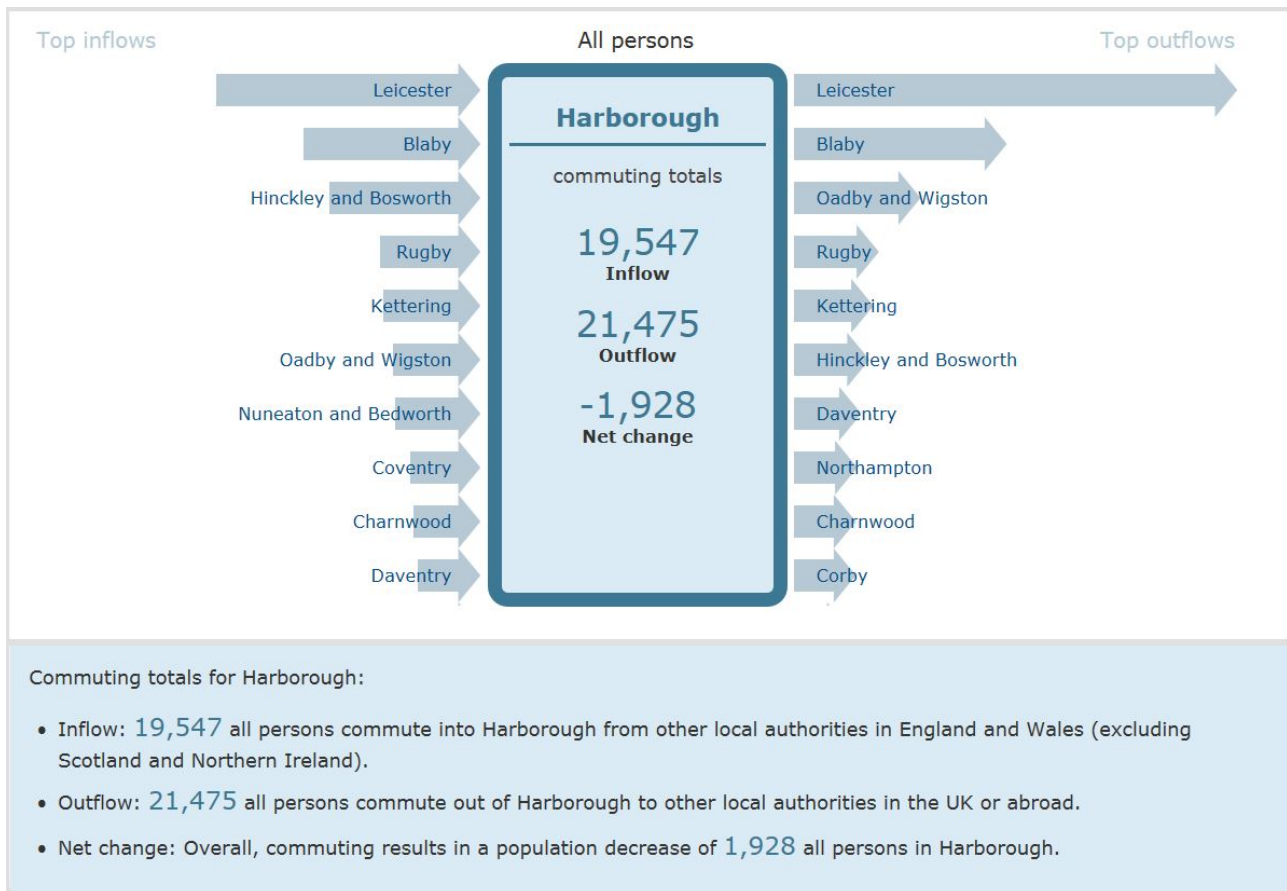 Top inflows
All persons
Top outflows
Leicester
Blaby
Hinckley and Bosworth
Rugby
Kettering
Oadby and Wigston
Nuneaton and Bedworth
Coventry
Charnwood
Daventry
Harborough
commuting totals
19,547
Inflow
21,475
Outflow
-1,928
Net change
Leicester
Blaby
Oadby and Wigston
Rugby
Kettering
Hinckley and Bosworth
Daventry
Northampton
Charnwood
Corby
Commuting totals for Harborough:
• Inflow: 19,547 all persons commute into Harborough from other local authorities in England and Wales (excluding
Scotland and Northern Ireland).
• Outflow: 21,475 all persons commute out of Harborough to other local authorities in the UK or abroad.
• Net change: Overall, commuting results in a population decrease of 1,928 all persons in Harborough.